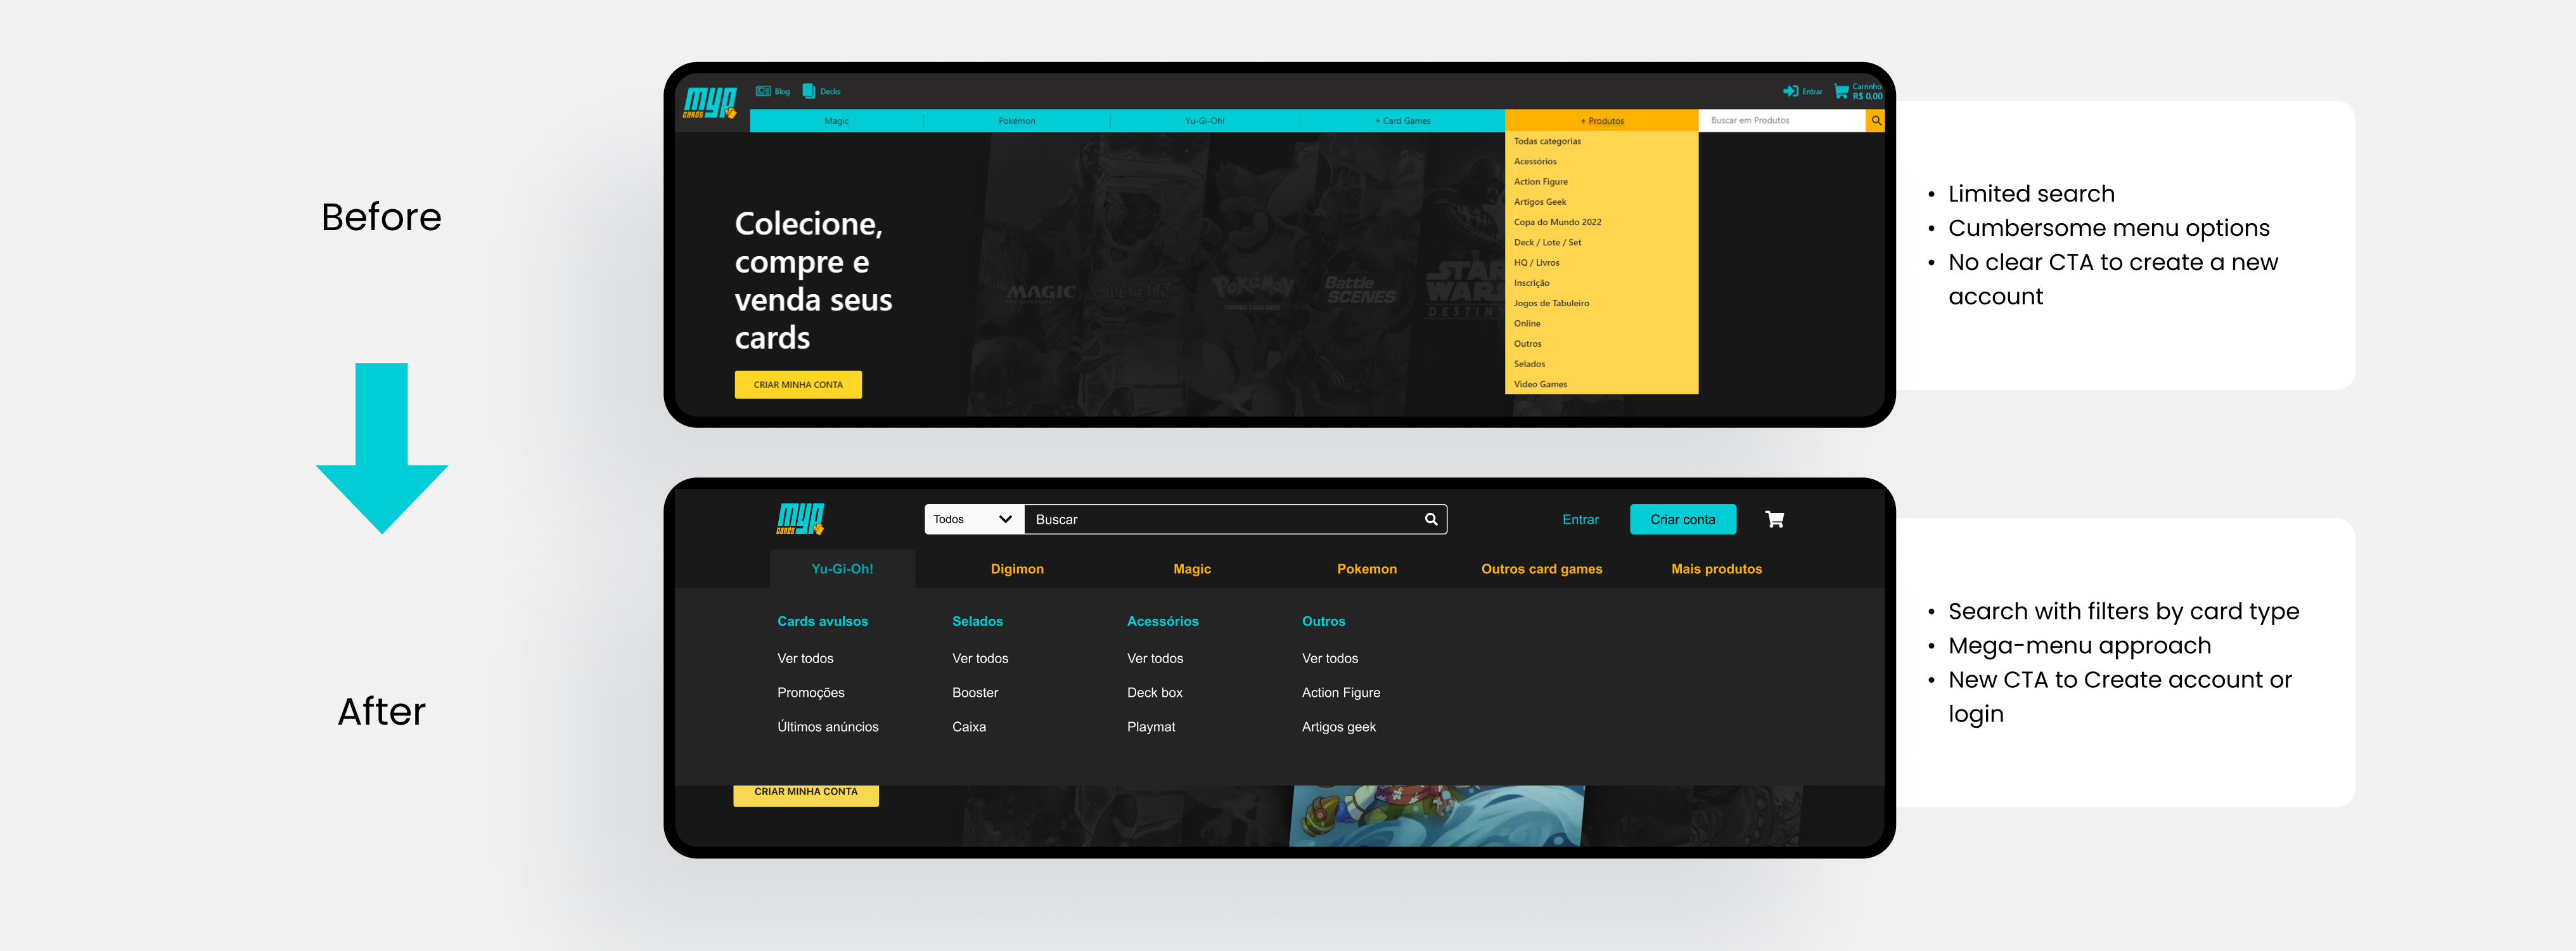 Before
myp
CARDS
Blog
Decks
Entrar
Carrinho
R$ 0,00
Magic
Pokémon
Yu-Gi-Oh!
+ Card Games
+ Produtos
Buscar em Produtos
Todas categorias
Acessórios
Action Figure
Artigos Geek
Copa do Mundo 2022
Deck / Lote / Set
HQ / Livros
Inscrição
Jogos de Tabuleiro
Online
Outros
Selados
Video Games
Colecione,
compre e
venda seus
cards
CRIAR MINHA CONTA
MAGIC
YU-GI-OH!
Pokémon
TRADING CARD GAME
Battle
SCENES
STAR
WARS
DESTIN
• Limited search
• Cumbersome menu options
• No clear CTA to create a new
account
After
myp
CARDS
Todos
Buscar
Entrar
Criar conta
Yu-Gi-Oh!
Digimon
Magic
Pokemon
Outros card games
Mais produtos
Cards avulsos
Selados
Acessórios
Outros
Ver todos
Ver todos
Ver todos
Ver todos
Promoções
Booster
Deck box
Action Figure
Últimos anúncios
Caixa
Playmat
Artigos geek
CRIAR MINHA CONTA
• Search with filters by card type
• Mega-menu approach
• New CTA to Create account or
login